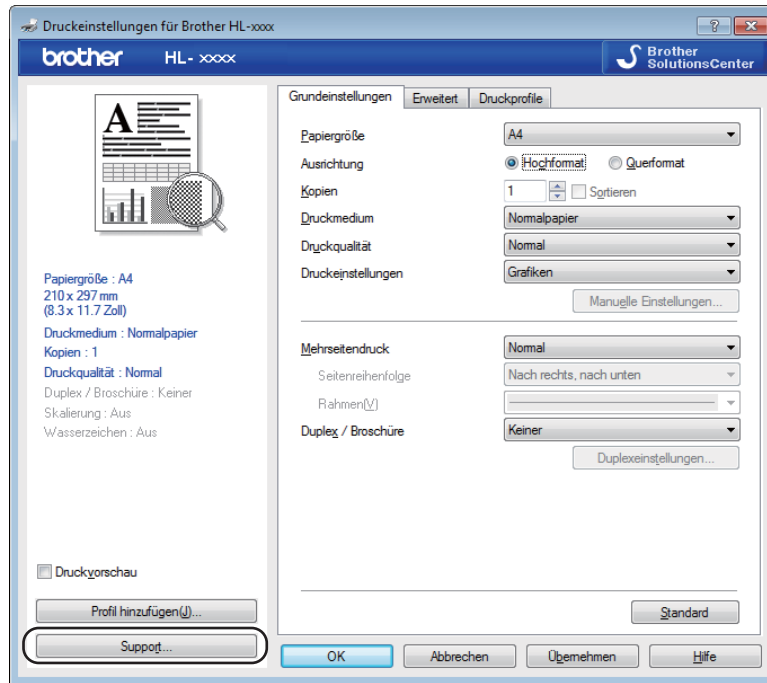 Druckeinstellungen für Brother HL-xxxx
brother HL- xxxx
Brother SolutionsCenter
Grundeinstellungen Erweitert Druckprofile
A
Papiergröße A4
Ausrichtung Hochformat Querformat
Kopien 1 Sortieren
Druckmedium Normalpapier
Druckqualität Normal
Druckeinstellungen Grafiken
Manuelle Einstellungen...
Mehrseitendruck Normal
Seitenreihenfolge Nach rechts, nach unten
Rahmen(V)
Duplex / Broschüre Keiner
Duplexeinstellungen...
Papiergröße : A4
210 x 297 mm
(8.3 x 11.7 Zoll)
Druckmedium : Normalpapier
Kopien : 1
Druckqualität : Normal
Duplex / Broschüre : Keiner
Skalierung : Aus
Wasserzeichen : Aus
Druckvorschau
Profil hinzufügen(J)...
Support...
Standard
OK Abbrechen Übernehmen Hilfe